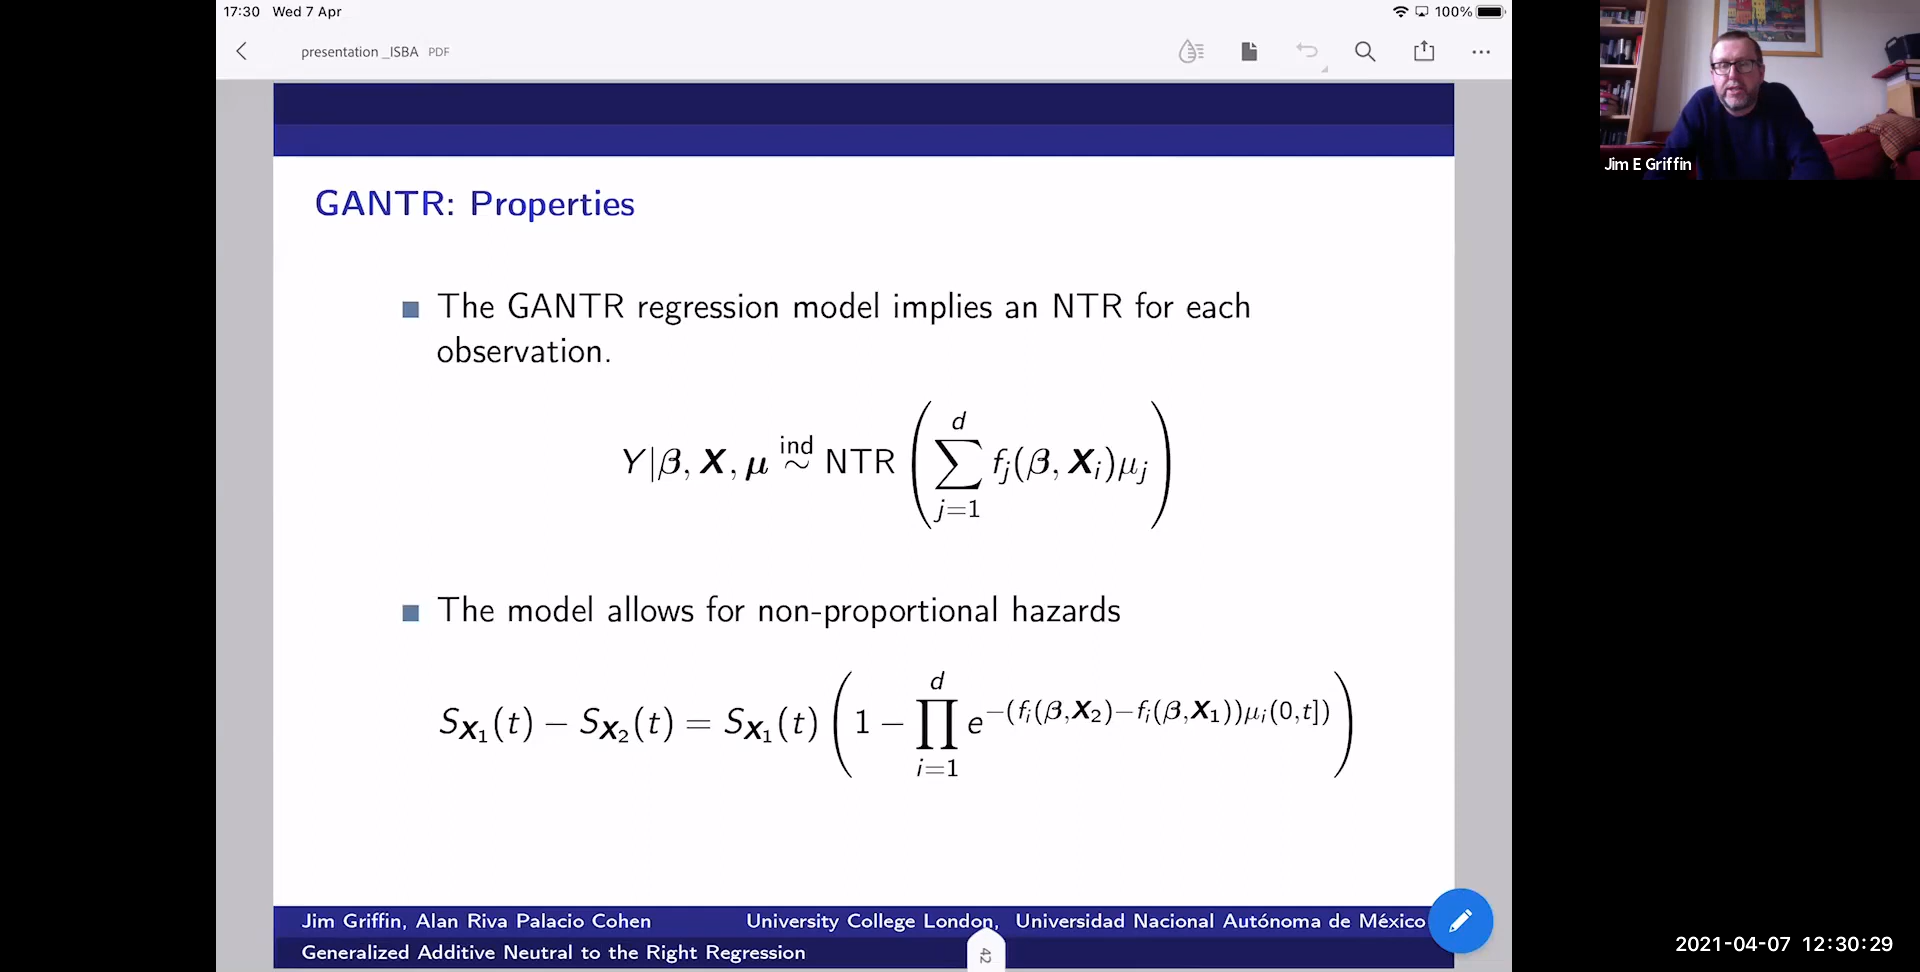 17:30 Wed 7 Apr
100%
presentation _ISBA PDF
GANTR: Properties
The GANTR regression model implies an NTR for each
observation.
Y|β, X, μ ind ∼ NTR ( ∑_{j=1}^{d} f_j(β, X_i)μ_j )
The model allows for non-proportional hazards
S_{X_1}(t) − S_{X_2}(t) = S_{X_1}(t) ( 1 − ∏_{i=1}^{d} e^{−(f_i(β,X_2)−f_i(β,X_1))μ_i(0,t])} )
Jim Griffin, Alan Riva Palacio Cohen University College London, Universidad Nacional Autónoma de México
Generalized Additive Neutral to the Right Regression
42
Jim E Griffin
2021-04-07 12:30:29